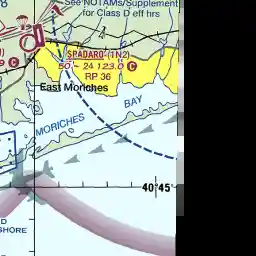 See NOTAMs/Supplement
for Class D eff hrs
SPADARO (1N2)
50 - 24 123.0 C
RP 36
East Moriches
MORICHES BAY
40°45'
SHORE